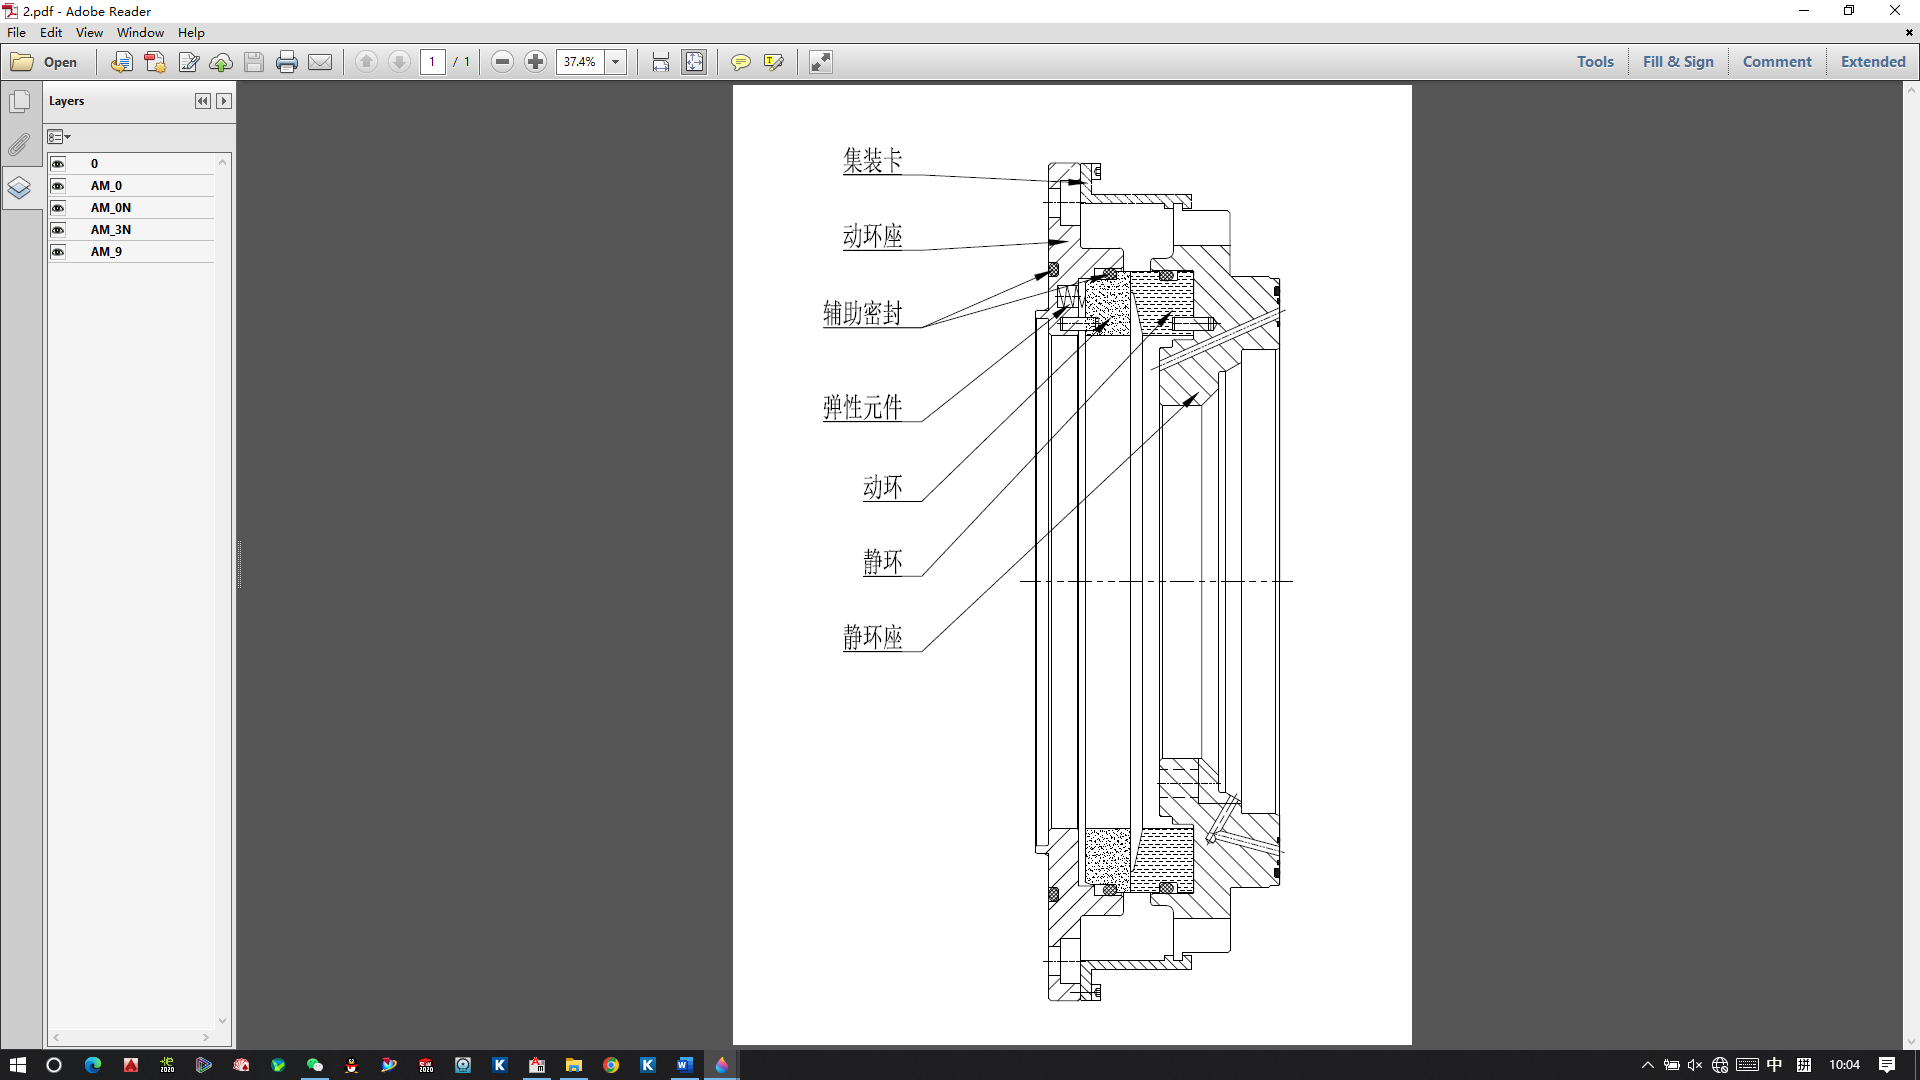 2.pdf - Adobe Reader
File Edit View Window Help
Open 1 / 1 37.4% Tools Fill & Sign Comment Extended
Layers
0
AM_0
AM_0N
AM_3N
AM_9
集装卡
动环座
辅助密封
弹性元件
动环
静环
静环座
中 拼 10:04